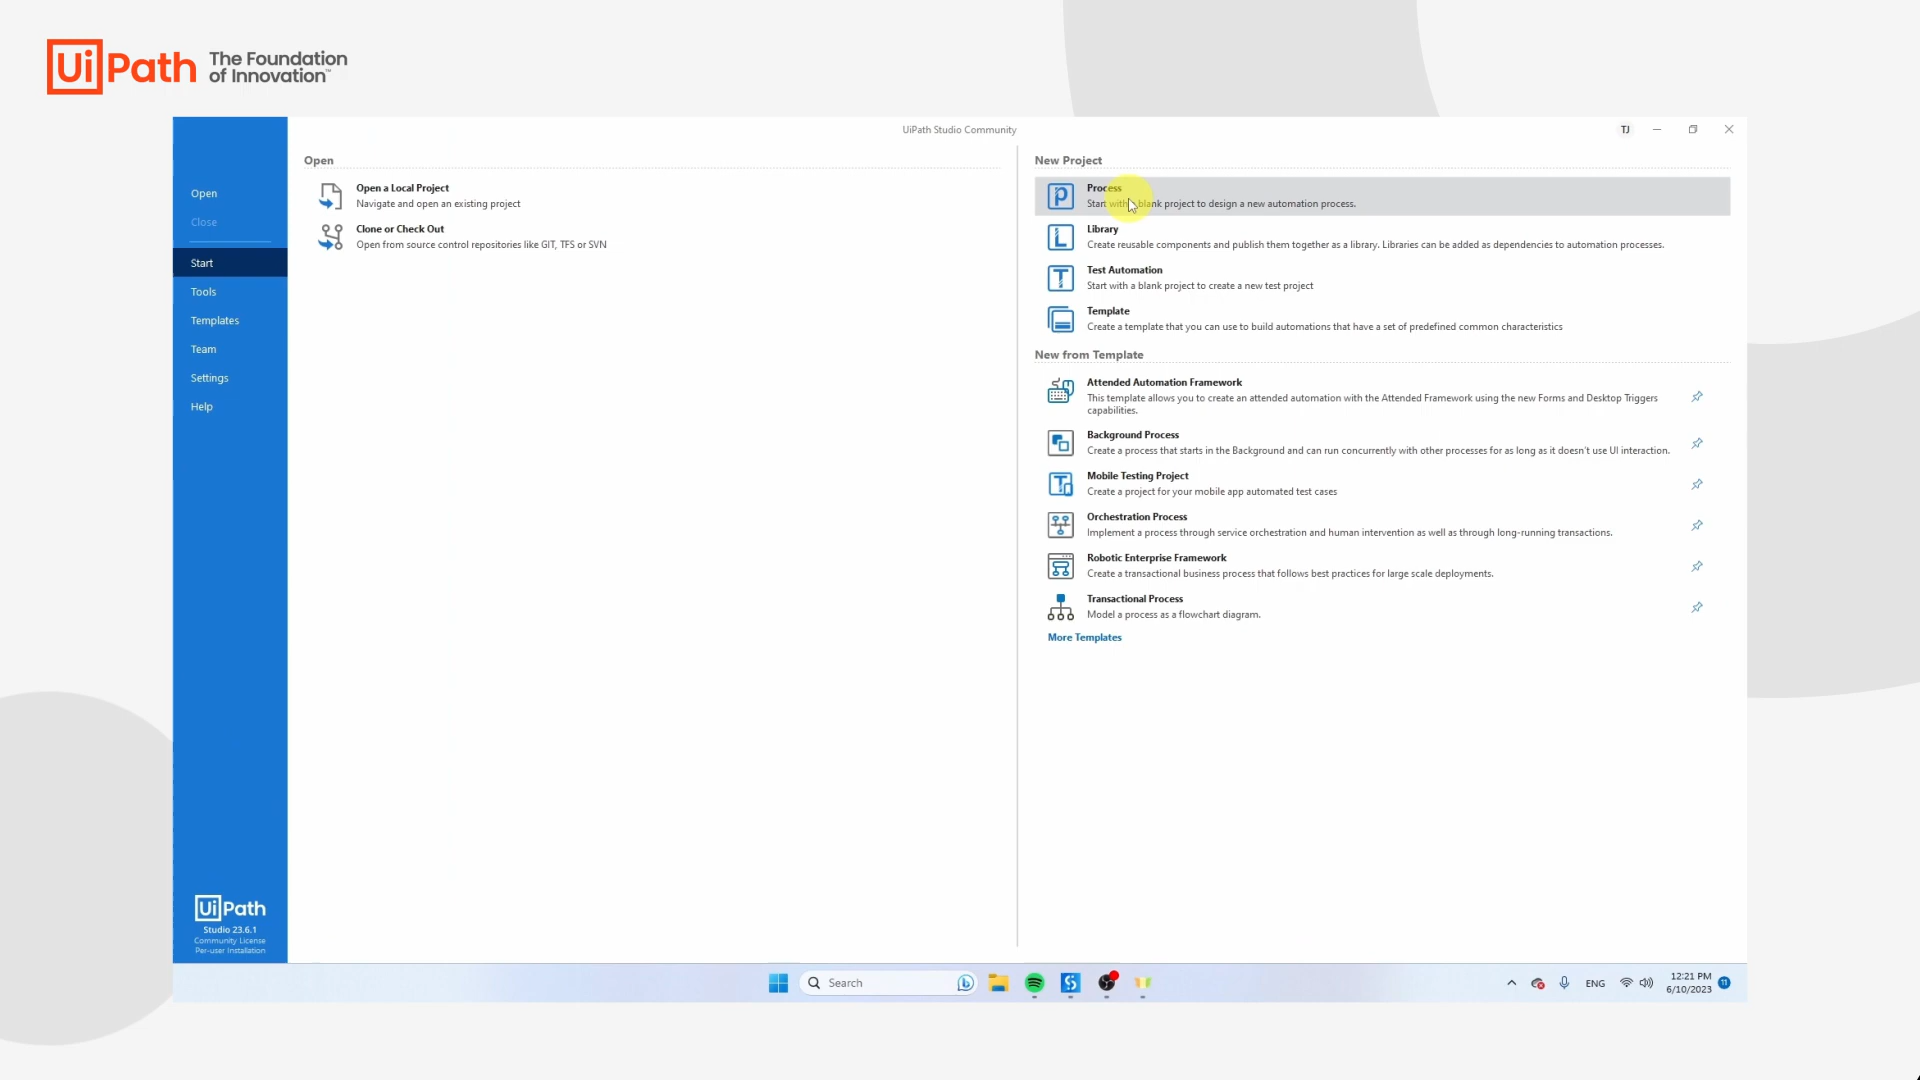 UiPath The Foundation
of Innovation™
UiPath Studio Community
TJ
Open
Close
Start
Tools
Templates
Team
Settings
Help
Open
Open a Local Project
Navigate and open an existing project
Clone or Check Out
Open from source control repositories like GIT, TFS or SVN
New Project
Process
Start with blank project to design a new automation process.
Library
Create reusable components and publish them together as a library. Libraries can be added as dependencies to automation processes.
Test Automation
Start with a blank project to create a new test project
Template
Create a template that you can use to build automations that have a set of predefined common characteristics
New from Template
Attended Automation Framework
This template allows you to create an attended automation with the Attended Framework using the new Forms and Desktop Triggers
capabilities.
Background Process
Create a process that starts in the Background and can run concurrently with other processes for as long as it doesn't use UI interaction.
Mobile Testing Project
Create a project for your mobile app automated test cases
Orchestration Process
Implement a process through service orchestration and human intervention as well as through long-running transactions.
Robotic Enterprise Framework
Create a transactional business process that follows best practices for large scale deployments.
Transactional Process
Model a process as a flowchart diagram.
More Templates
UiPath
Studio 23.6.1
Community License
Per-user Installation
Search
ENG
12:21 PM
6/10/2023
11